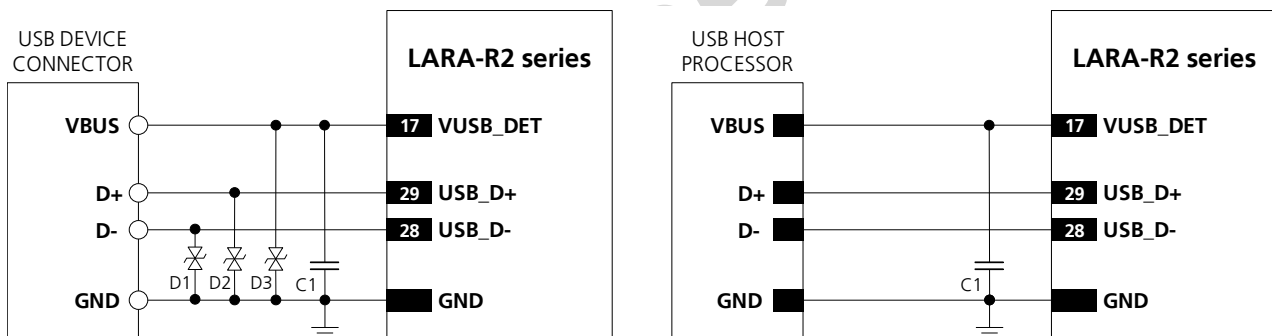 USB DEVICE
CONNECTOR
LARA-R2 series
VBUS
17 VUSB_DET
D+
29 USB_D+
D-
28 USB_D-
D1 D2 D3 C1
GND
GND
USB HOST
PROCESSOR
LARA-R2 series
VBUS
17 VUSB_DET
D+
29 USB_D+
D-
28 USB_D-
C1
GND
GND